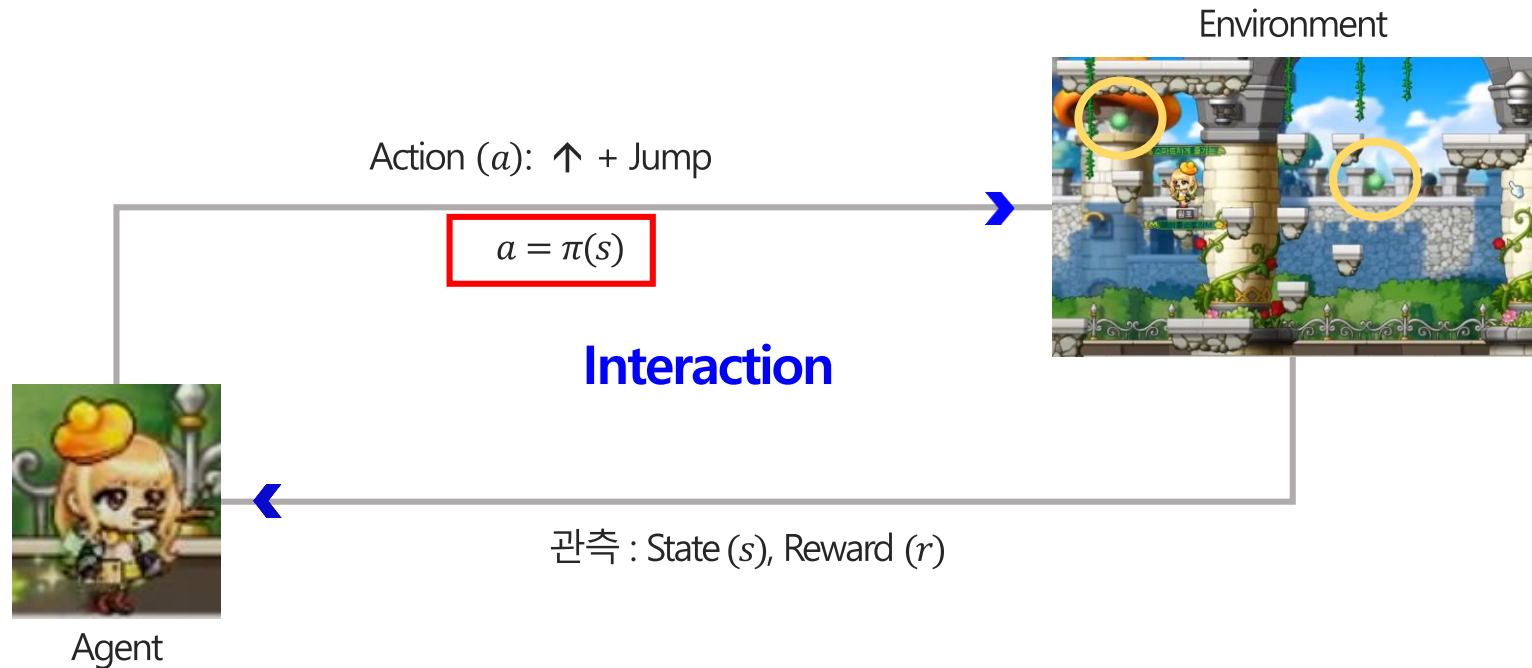 Environment
Action (𝑎): ↑ + Jump
𝑎 = 𝜋(𝑠)
Interaction
관측 : State (𝑠), Reward (𝑟)
Agent